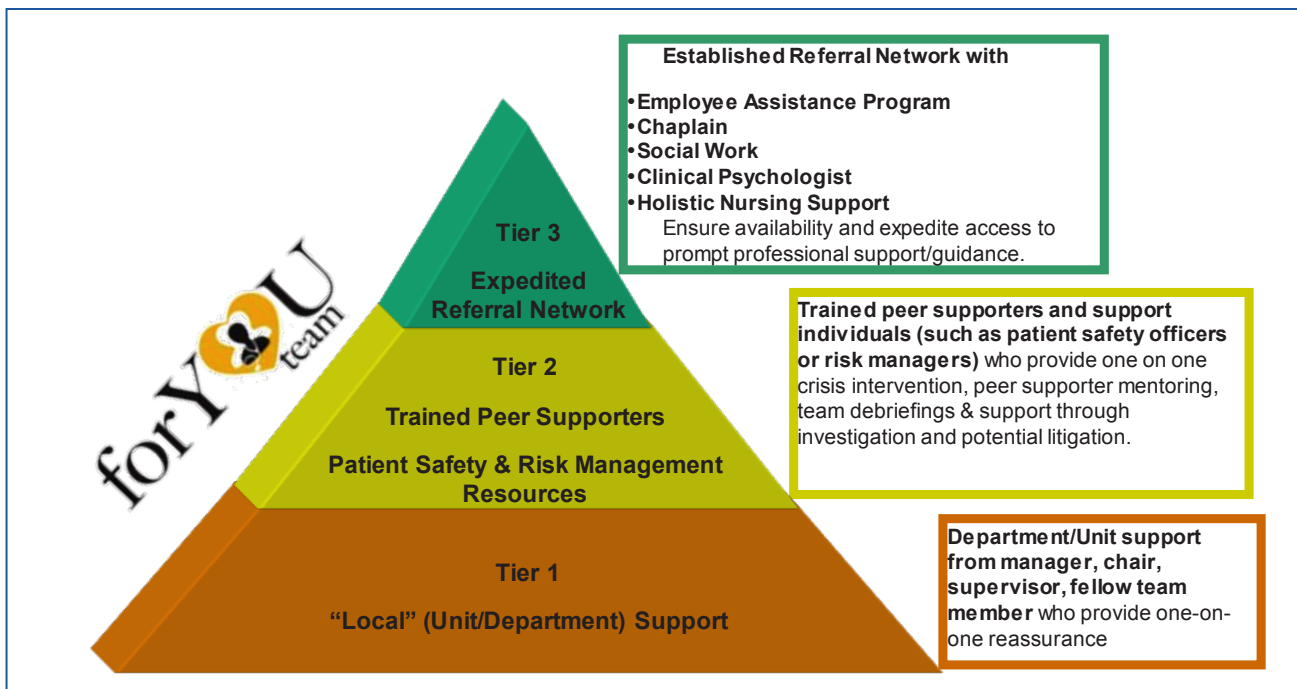 Established Referral Network with
•Employee Assistance Program
•Chaplain
•Social Work
•Clinical Psychologist
•Holistic Nursing Support
Ensure availability and expedite access to
prompt professional support/guidance.
forYOU
team
Tier 3
Expedited
Referral Network
Trained peer supporters and support
individuals (such as patient safety officers
or risk managers) who provide one on one
crisis intervention, peer supporter mentoring,
team debriefings & support through
investigation and potential litigation.
Tier 2
Trained Peer Supporters
Patient Safety & Risk Management
Resources
Department/Unit support
from manager, chair,
supervisor, fellow team
member who provide one-on-
one reassurance
Tier 1
“Local” (Unit/Department) Support